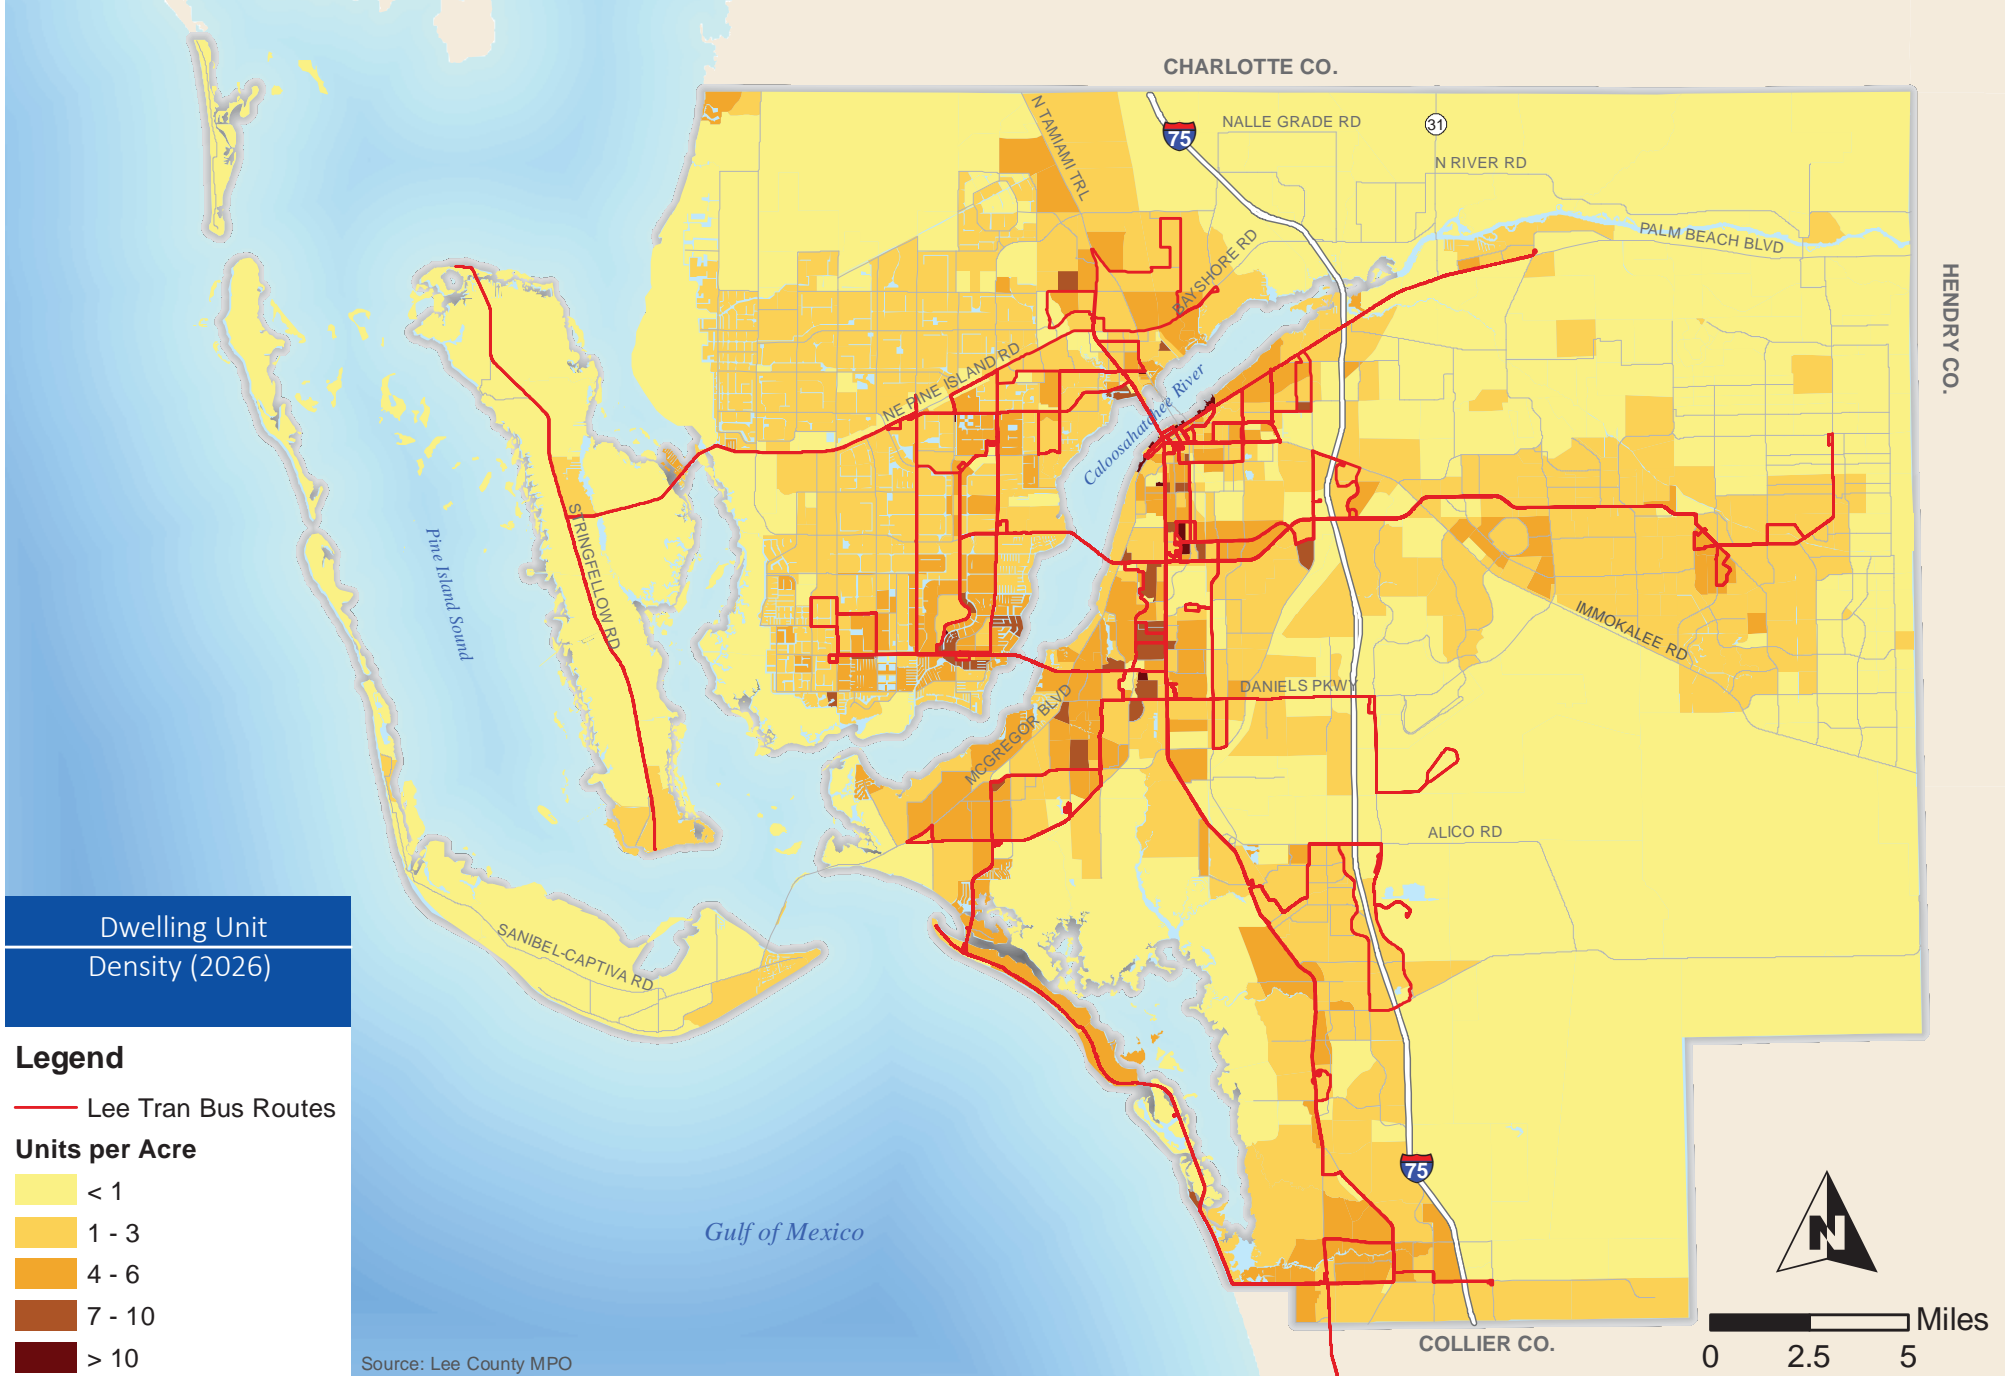 CHARLOTTE CO.
N TAMIAMI TRL
75
NALLE GRADE RD
31
N RIVER RD
PALM BEACH BLVD
BAYSHORE RD
HENDRY CO.
NE PINE ISLAND RD
Caloosahatchee River
STRINGFELLOW RD
Pine Island Sound
IMMOKALEE RD
DANIELS PKWY
MCGREGOR BLVD
ALICO RD
SANIBEL-CAPTIVA RD
75
Gulf of Mexico
COLLIER CO.
Dwelling Unit
Density (2026)
Legend
Lee Tran Bus Routes
Units per Acre
< 1
1 - 3
4 - 6
7 - 10
> 10
Source: Lee County MPO
N
Miles
0 2.5 5